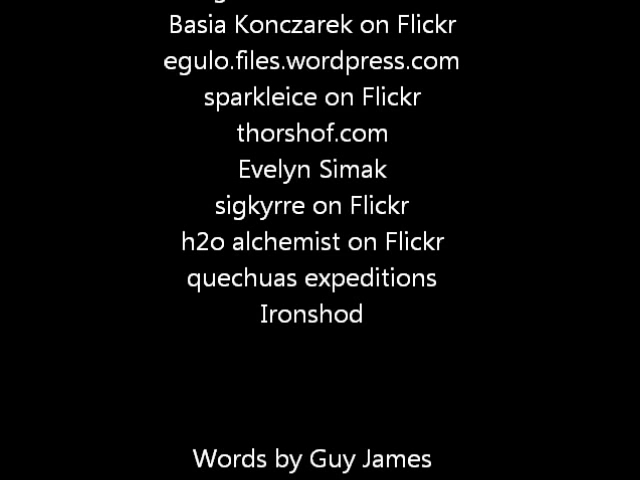 Basia Konczarek on Flickr
egulo.files.wordpress.com
sparkleice on Flickr
thorshof.com
Evelyn Simak
sigkyrre on Flickr
h2o alchemist on Flickr
quechuas expeditions
Ironshod
Words by Guy James